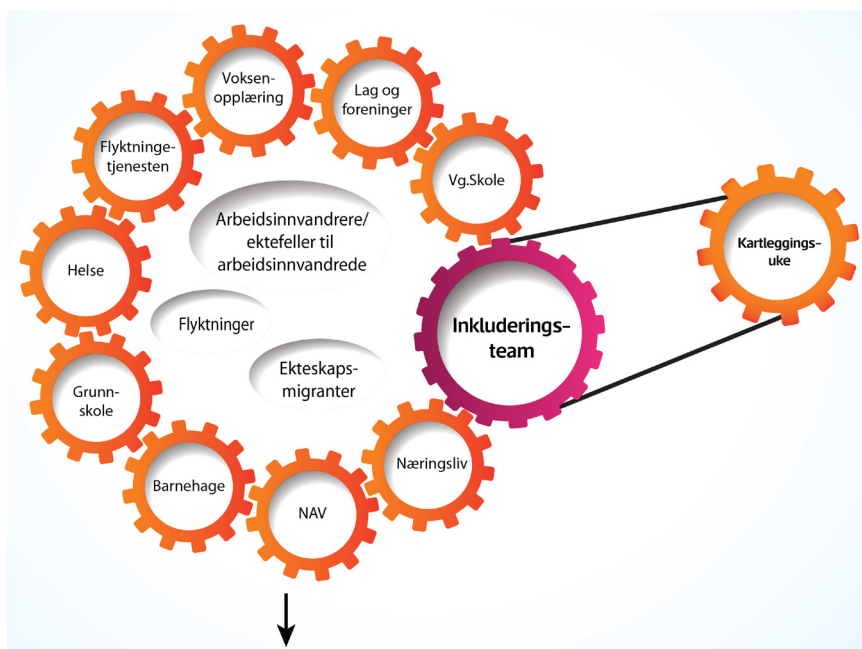 Voksen-
opplæring
Lag og
foreninger
Flyktninge-
tjenesten
Vg.Skole
Arbeidsinnvandrere/
ektefeller til
arbeidsinnvandrede
Kartleggings-
uke
Helse
Flyktninger
Inkluderings-
team
Ekteskaps-
migranter
Grunn-
skole
Næringsliv
Barnehage
NAV